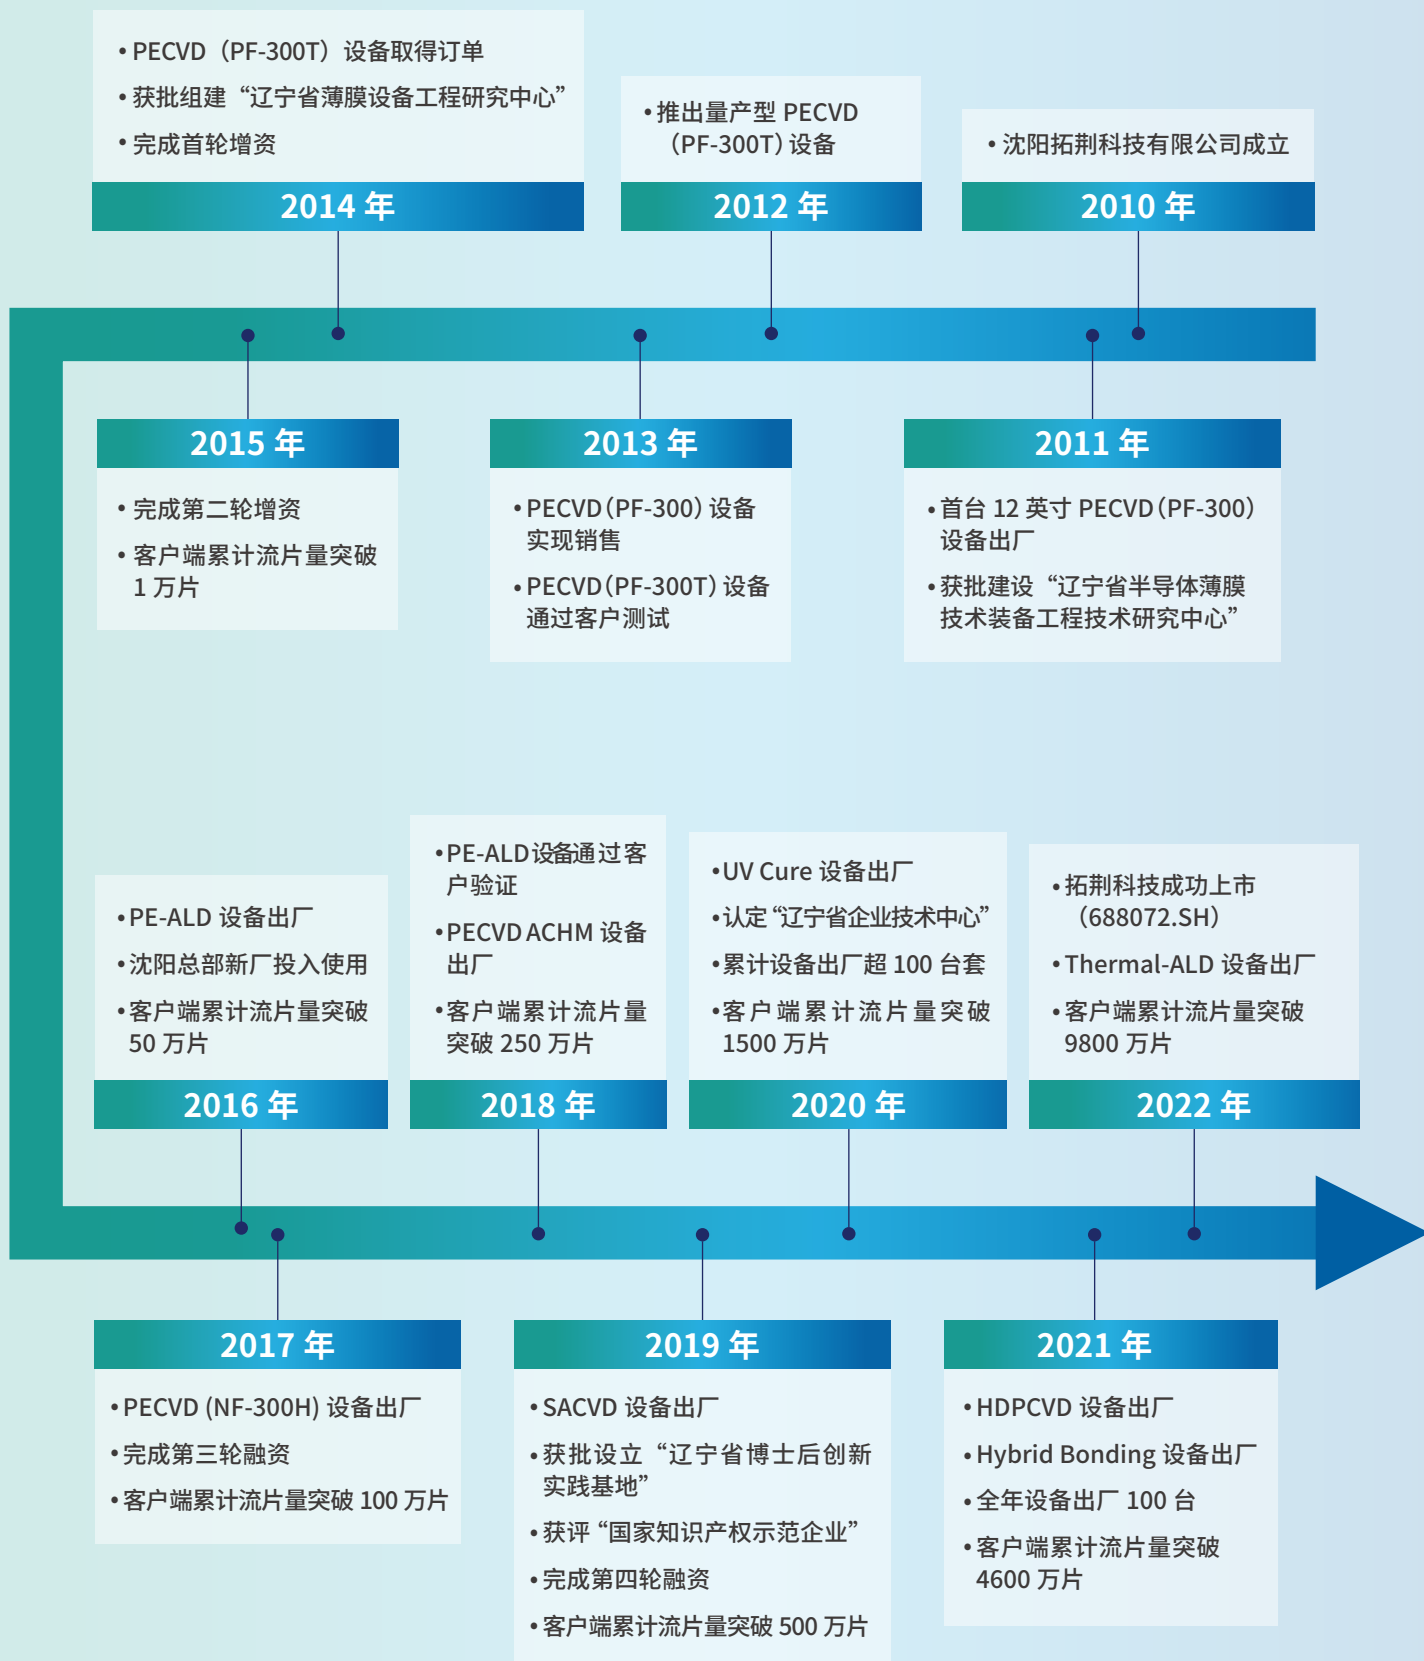 • PECVD（PF-300T）设备取得订单
• 获批组建“辽宁省薄膜设备工程研究中心”
• 完成首轮增资
2014 年
• 推出量产型 PECVD
（PF-300T）设备
2012 年
• 沈阳拓荆科技有限公司成立
2010 年
2015 年
• 完成第二轮增资
• 客户端累计流片量突破
1 万片
2013 年
• PECVD（PF-300）设备
实现销售
• PECVD（PF-300T）设备
通过客户测试
2011 年
• 首台 12 英寸 PECVD（PF-300）
设备出厂
• 获批建设“辽宁省半导体薄膜
技术装备工程技术研究中心”
• PE-ALD 设备出厂
• 沈阳总部新厂投入使用
• 客户端累计流片量突破
50 万片
2016 年
• PE-ALD设备通过客
户验证
• PECVD ACHM 设备
出厂
• 客户端累计流片量
突破 250 万片
2018 年
• UV Cure 设备出厂
• 认定“辽宁省企业技术中心”
• 累计设备出厂超 100 台套
• 客户端累计流片量突破
1500 万片
2020 年
• 拓荆科技成功上市
（688072.SH）
• Thermal-ALD 设备出厂
• 客户端累计流片量突破
9800 万片
2022 年
2017 年
• PECVD (NF-300H) 设备出厂
• 完成第三轮融资
• 客户端累计流片量突破 100 万片
2019 年
• SACVD 设备出厂
• 获批设立“辽宁省博士后创新
实践基地”
• 获评“国家知识产权示范企业”
• 完成第四轮融资
• 客户端累计流片量突破 500 万片
2021 年
• HDPCVD 设备出厂
• Hybrid Bonding 设备出厂
• 全年设备出厂 100 台
• 客户端累计流片量突破
4600 万片